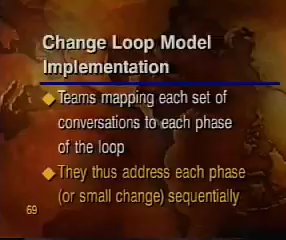 Change Loop Model
Implementation
Teams mapping each set of
conversations to each phase
of the loop
They thus address each phase
(or small change) sequentially
69